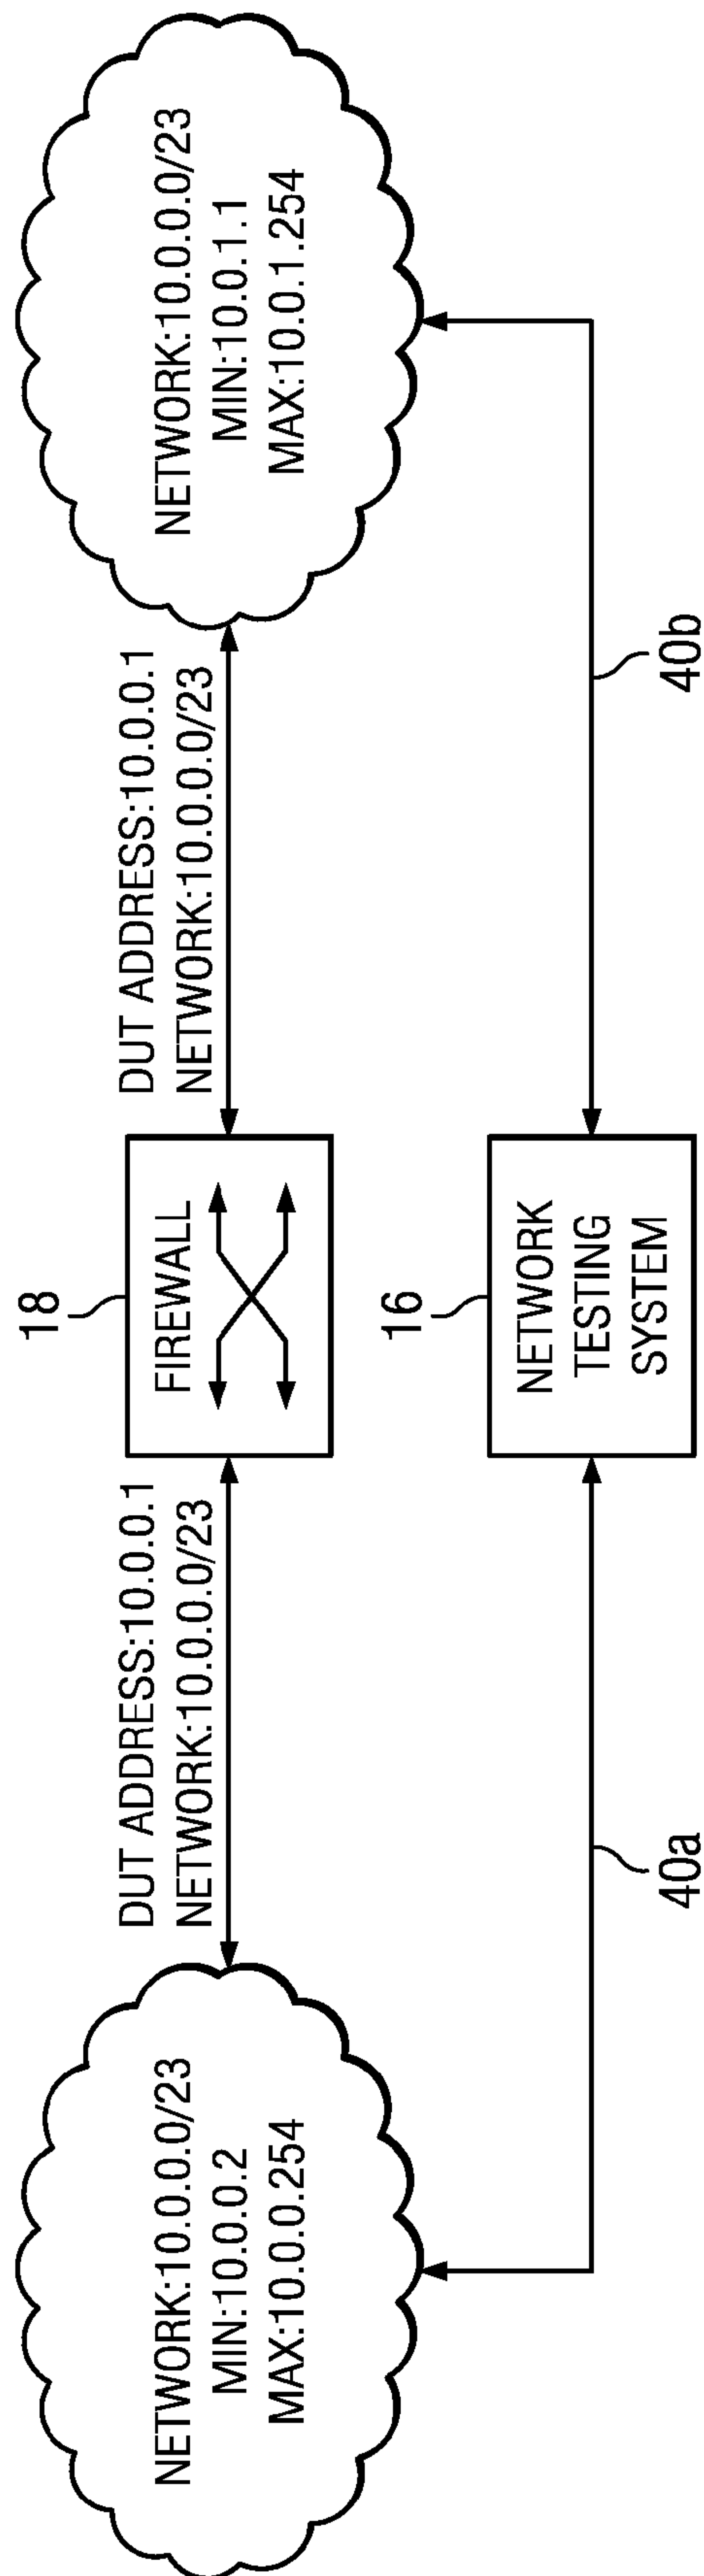 NETWORK:10.0.0.0/23
MIN:10.0.0.2
MAX:10.0.0.254
DUT ADDRESS:10.0.0.1
NETWORK:10.0.0.0/23
18
FIREWALL
DUT ADDRESS:10.0.0.1
NETWORK:10.0.0.0/23
NETWORK:10.0.0.0/23
MIN:10.0.1.1
MAX:10.0.1.254
40a
16
NETWORK
TESTING
SYSTEM
40b